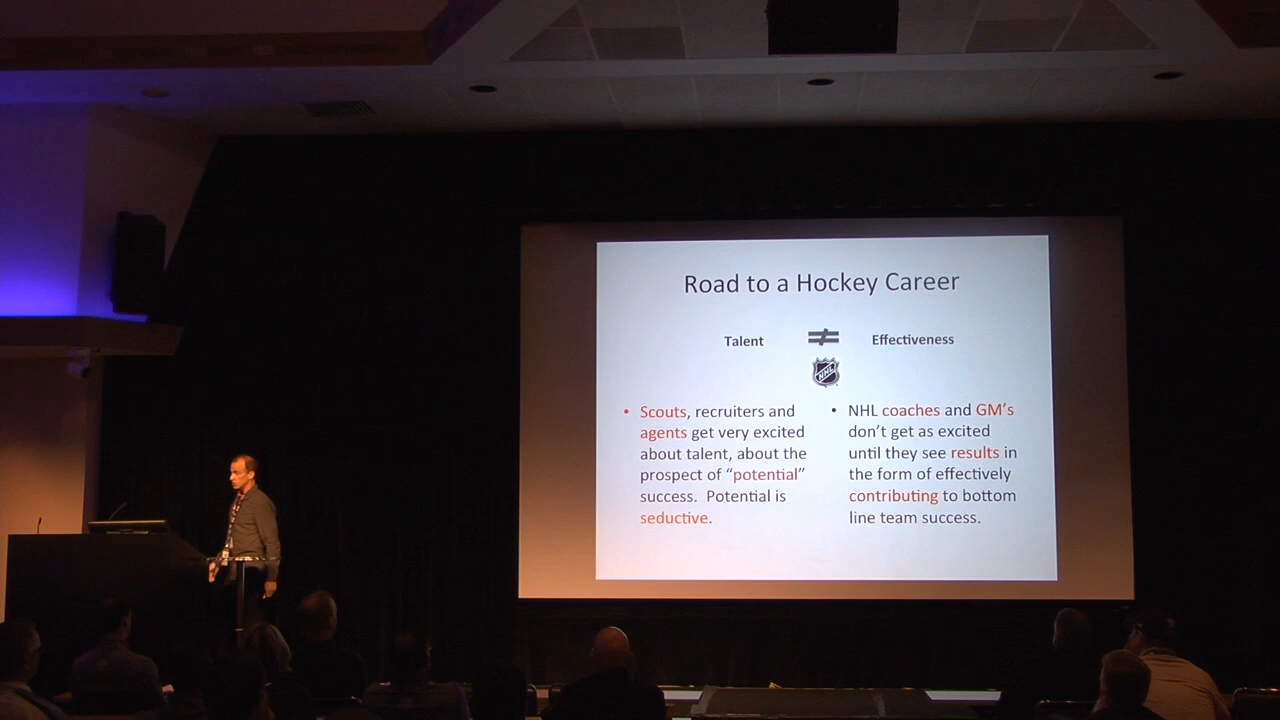 Road to a Hockey Career
Talent ≠ Effectiveness
NHL
• Scouts, recruiters and
agents get very excited
about talent, about the
prospect of “potential”
success.  Potential is
seductive.
• NHL coaches and GM’s
don’t get as excited
until they see results in
the form of effectively
contributing to bottom
line team success.